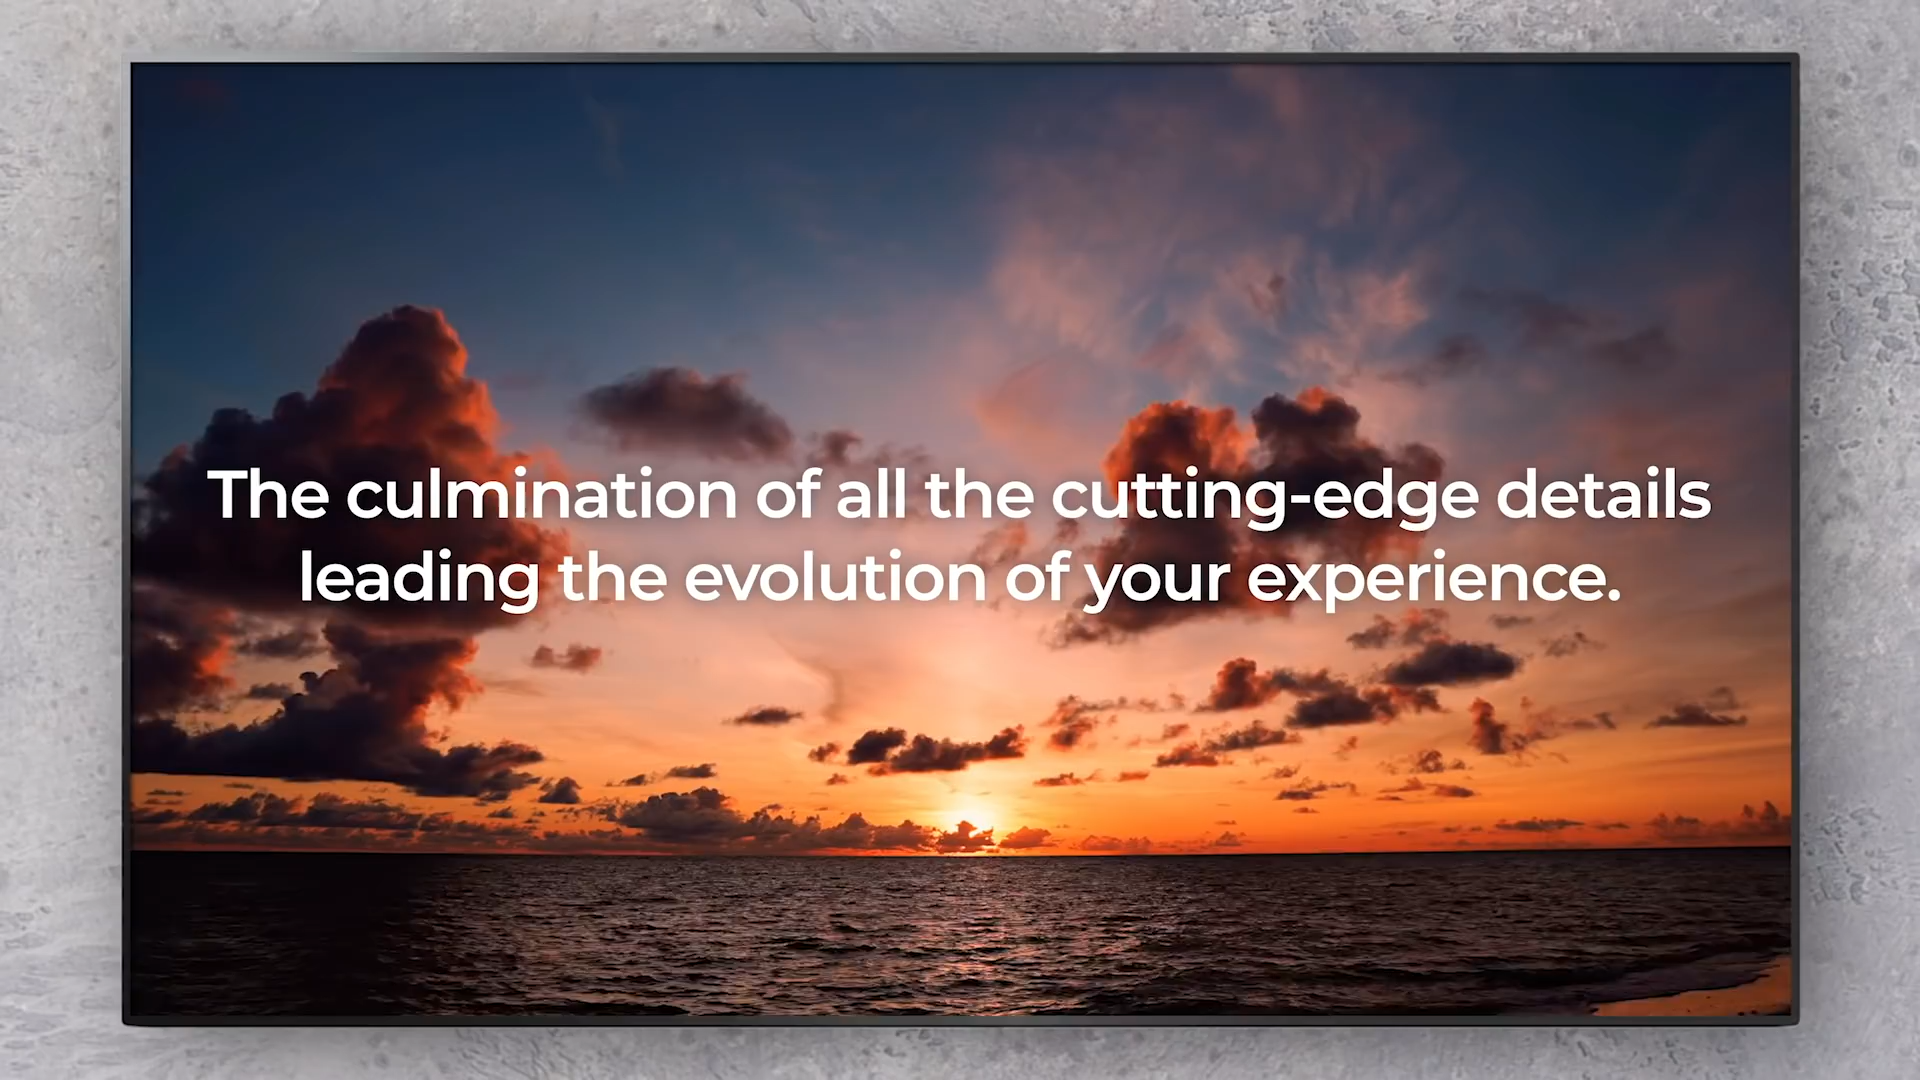 The culmination of all the cutting-edge details
leading the evolution of your experience.